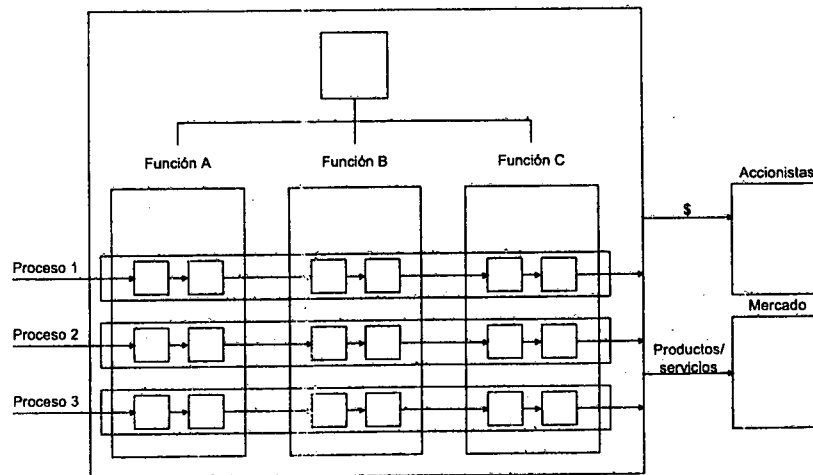 Función A
Función B
Función C
Accionistas
$
Proceso 1
Mercado
Proceso 2
Productos/
servicios
Proceso 3